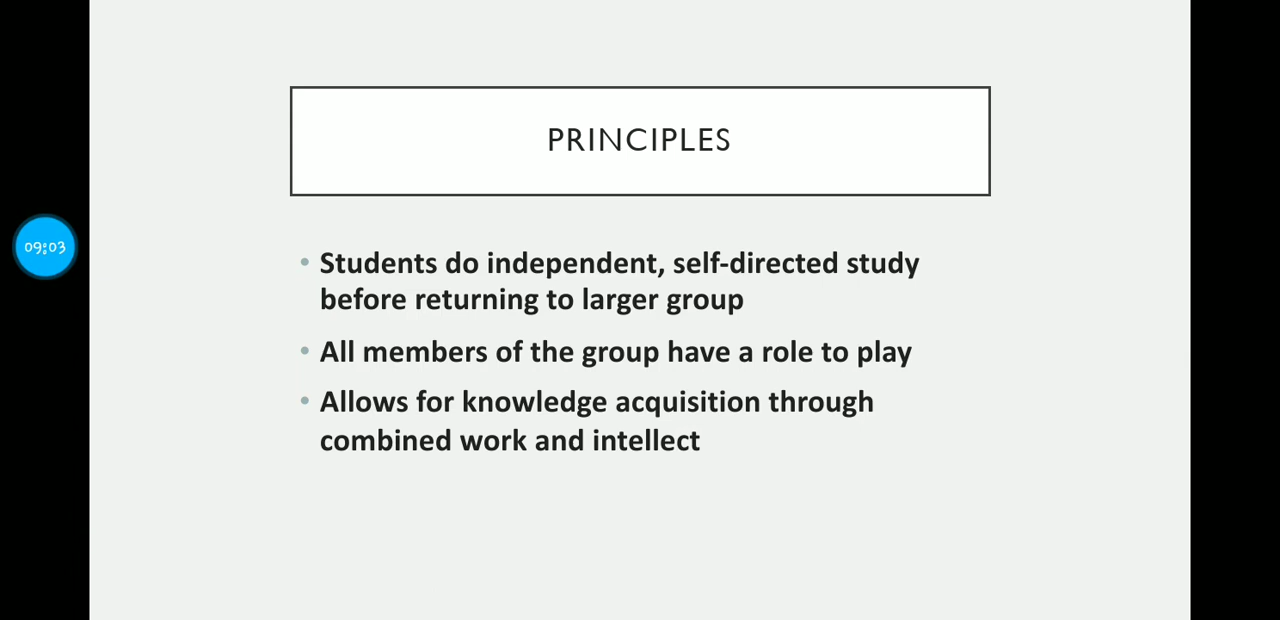 PRINCIPLES
09:03
• Students do independent, self-directed study
before returning to larger group
• All members of the group have a role to play
• Allows for knowledge acquisition through
combined work and intellect